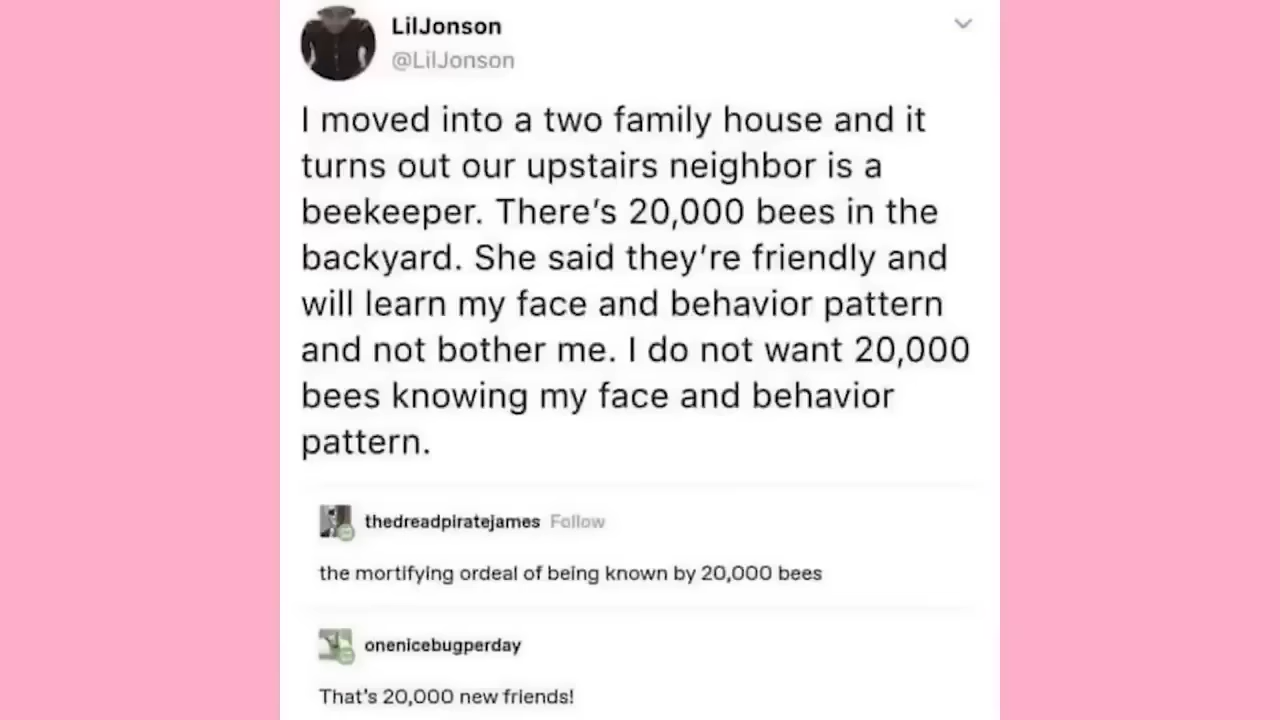 LilJonson
@LilJonson
I moved into a two family house and it
turns out our upstairs neighbor is a
beekeeper. There’s 20,000 bees in the
backyard. She said they’re friendly and
will learn my face and behavior pattern
and not bother me. I do not want 20,000
bees knowing my face and behavior
pattern.
thedreadpiratejames Follow
the mortifying ordeal of being known by 20,000 bees
onenicebugperday
That's 20,000 new friends!